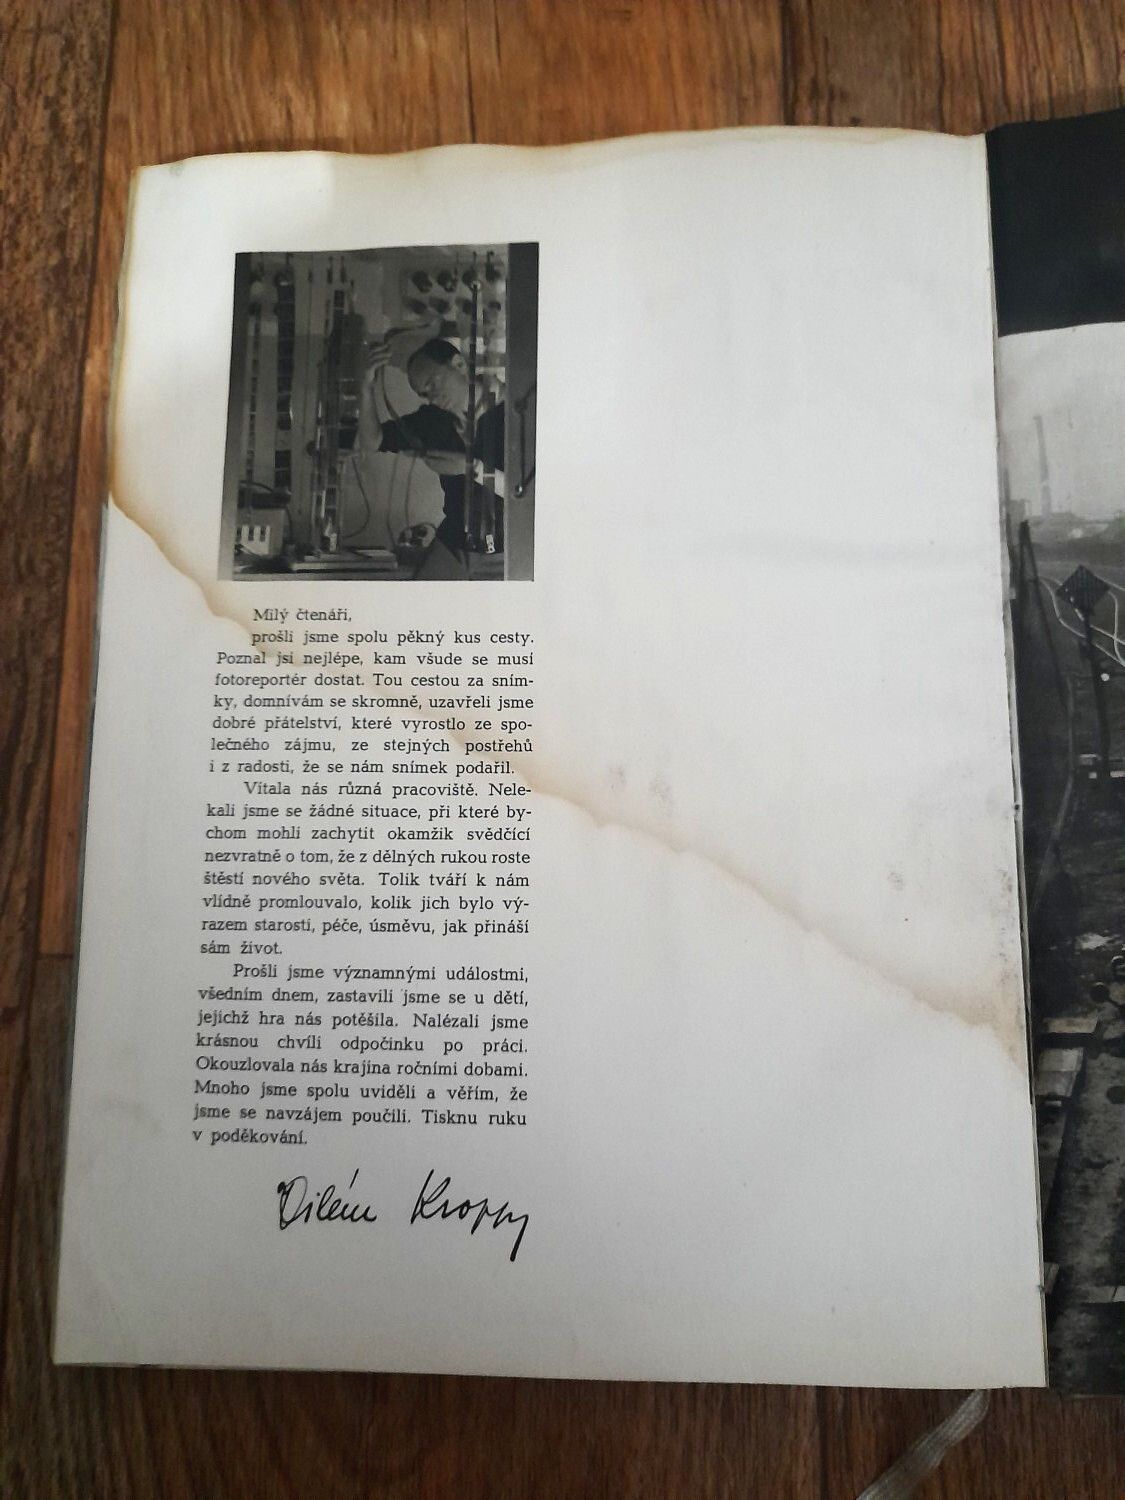 Milý čtenáři,
prošli jsme spolu pěkný kus cesty.
Poznal jsi nejlépe, kam všude se musí
fotoreportér dostat. Tou cestou za sním-
ky, domnívám se skromně, uzavřeli jsme
dobré přátelství, které vyrostlo ze spo-
lečného zájmu, ze stejných postřehů
i z radosti, že se nám snímek podařil.
Vítala nás různá pracoviště. Nele-
kali jsme se žádné situace, při které by-
chom mohli zachytit okamžik svědčící
nezvratně o tom, že z dělných rukou roste
štěstí nového světa. Tolik tváří k nám
vlídně promlouvalo, kolik jich bylo vý-
razem starosti, péče, úsměvu, jak přináší
sám život.
Prošli jsme významnými událostmi,
všedním dnem, zastavili jsme se u dětí,
jejichž hra nás potěšila. Nalézali jsme
krásnou chvíli odpočinku po práci.
Okouzlovala nás krajina ročními dobami.
Mnoho jsme spolu uviděli a věřím, že
jsme se navzájem poučili. Tisknu ruku
v poděkování.
Vilém Kropp